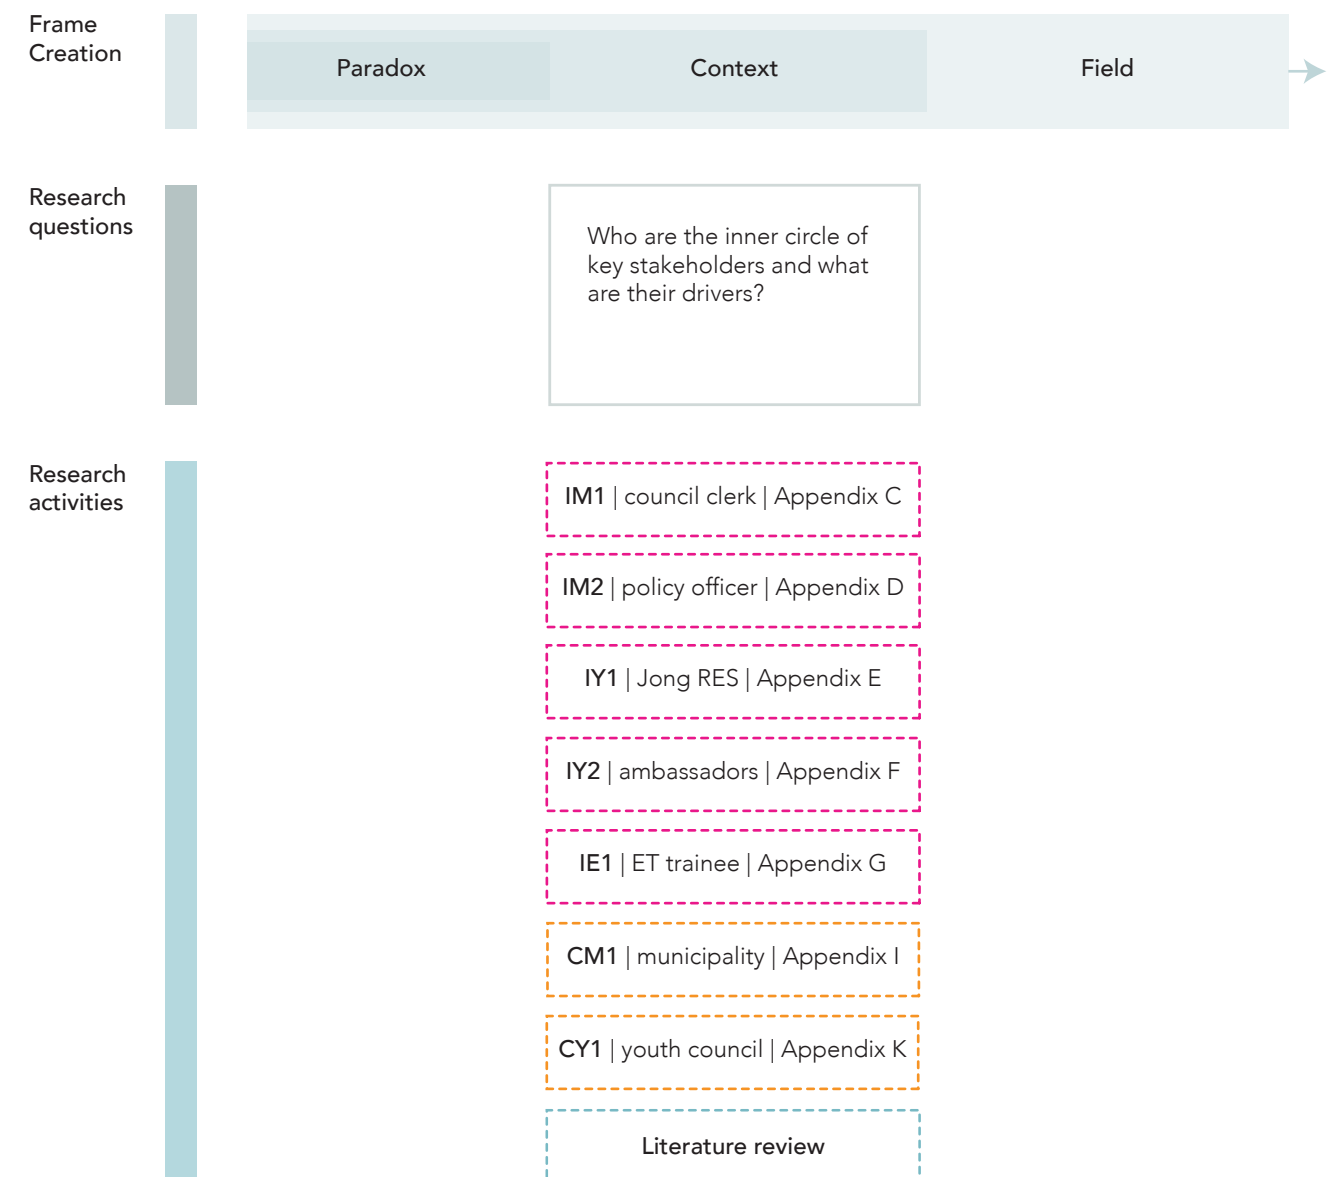 Frame
Creation
Paradox
Context
Field
Research
questions
Who are the inner circle of
key stakeholders and what
are their drivers?
Research
activities
IM1 | council clerk | Appendix C
IM2 | policy officer | Appendix D
IY1 | Jong RES | Appendix E
IY2 | ambassadors | Appendix F
IE1 | ET trainee | Appendix G
CM1 | municipality | Appendix I
CY1 | youth council | Appendix K
Literature review